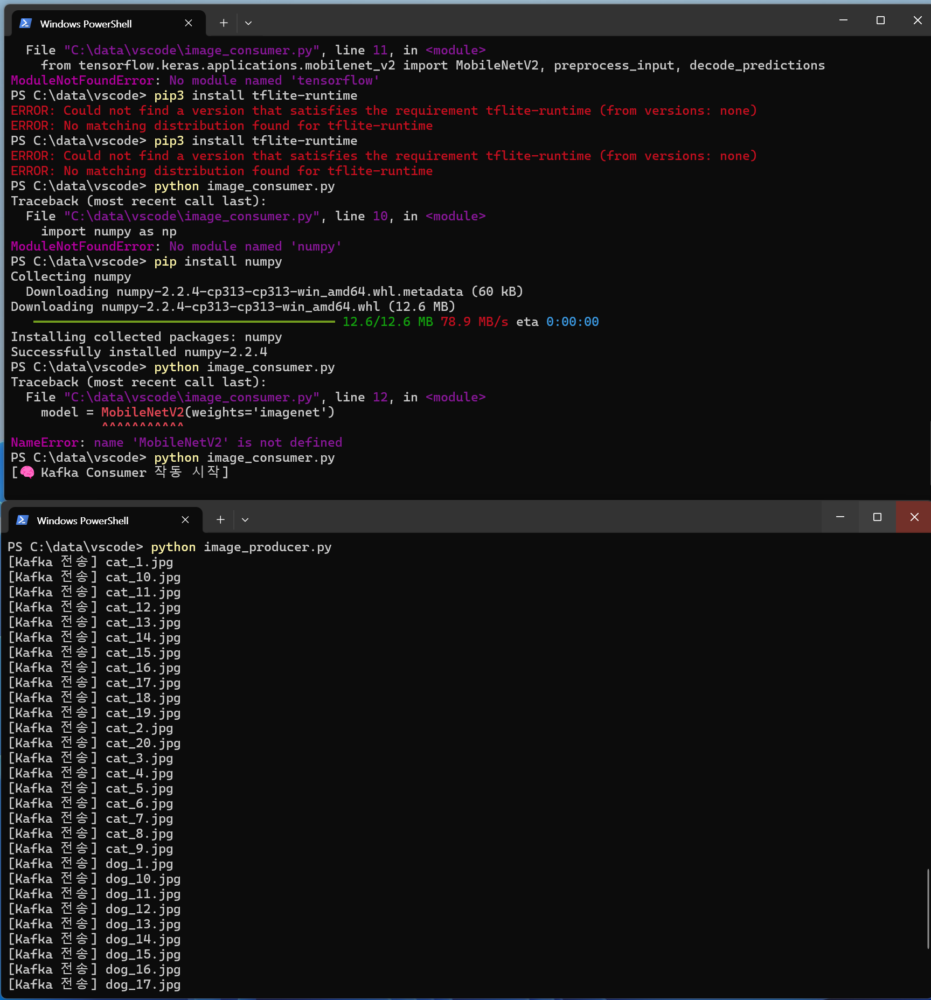 Windows PowerShell
File "C:\data\vscode\image_consumer.py", line 11, in <module>
from tensorflow.keras.applications.mobilenet_v2 import MobileNetV2, preprocess_input, decode_predictions
ModuleNotFoundError: No module named 'tensorflow'
PS C:\data\vscode> pip3 install tflite-runtime
ERROR: Could not find a version that satisfies the requirement tflite-runtime (from versions: none)
ERROR: No matching distribution found for tflite-runtime
PS C:\data\vscode> pip3 install tflite-runtime
ERROR: Could not find a version that satisfies the requirement tflite-runtime (from versions: none)
ERROR: No matching distribution found for tflite-runtime
PS C:\data\vscode> python image_consumer.py
Traceback (most recent call last):
File "C:\data\vscode\image_consumer.py", line 10, in <module>
import numpy as np
ModuleNotFoundError: No module named 'numpy'
PS C:\data\vscode> pip install numpy
Collecting numpy
Downloading numpy-2.2.4-cp313-cp313-win_amd64.whl.metadata (60 kB)
Downloading numpy-2.2.4-cp313-cp313-win_amd64.whl (12.6 MB)
12.6/12.6 MB 78.9 MB/s eta 0:00:00
Installing collected packages: numpy
Successfully installed numpy-2.2.4
PS C:\data\vscode> python image_consumer.py
Traceback (most recent call last):
File "C:\data\vscode\image_consumer.py", line 12, in <module>
model = MobileNetV2(weights='imagenet')
^^^^^^^^^^^
NameError: name 'MobileNetV2' is not defined
PS C:\data\vscode> python image_consumer.py
[🧠 Kafka Consumer 작동 시작]
Windows PowerShell
PS C:\data\vscode> python image_producer.py
[Kafka 전송] cat_1.jpg
[Kafka 전송] cat_10.jpg
[Kafka 전송] cat_11.jpg
[Kafka 전송] cat_12.jpg
[Kafka 전송] cat_13.jpg
[Kafka 전송] cat_14.jpg
[Kafka 전송] cat_15.jpg
[Kafka 전송] cat_16.jpg
[Kafka 전송] cat_17.jpg
[Kafka 전송] cat_18.jpg
[Kafka 전송] cat_19.jpg
[Kafka 전송] cat_2.jpg
[Kafka 전송] cat_20.jpg
[Kafka 전송] cat_3.jpg
[Kafka 전송] cat_4.jpg
[Kafka 전송] cat_5.jpg
[Kafka 전송] cat_6.jpg
[Kafka 전송] cat_7.jpg
[Kafka 전송] cat_8.jpg
[Kafka 전송] cat_9.jpg
[Kafka 전송] dog_1.jpg
[Kafka 전송] dog_10.jpg
[Kafka 전송] dog_11.jpg
[Kafka 전송] dog_12.jpg
[Kafka 전송] dog_13.jpg
[Kafka 전송] dog_14.jpg
[Kafka 전송] dog_15.jpg
[Kafka 전송] dog_16.jpg
[Kafka 전송] dog_17.jpg